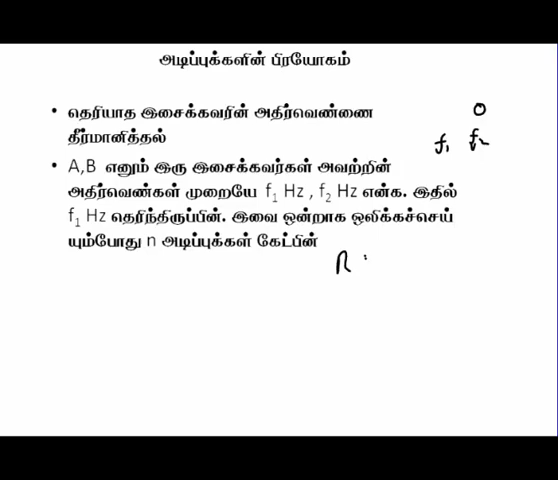 அடிப்புக்களின் பிரயோகம்
• தெரியாத இசைக்கவரின் அதிர்வெண்ணை
தீர்மானித்தல்
f₁ f₂
• A,B எனும் இரு இசைக்கவர்கள் அவற்றின்
அதிர்வெண்கள் முறையே f₁ Hz , f₂ Hz என்க. இதில்
f₁ Hz தெரிந்திருப்பின். இவை ஒன்றாக ஒலிக்கச்செய்
யும்போது n அடிப்புக்கள் கேட்பின்